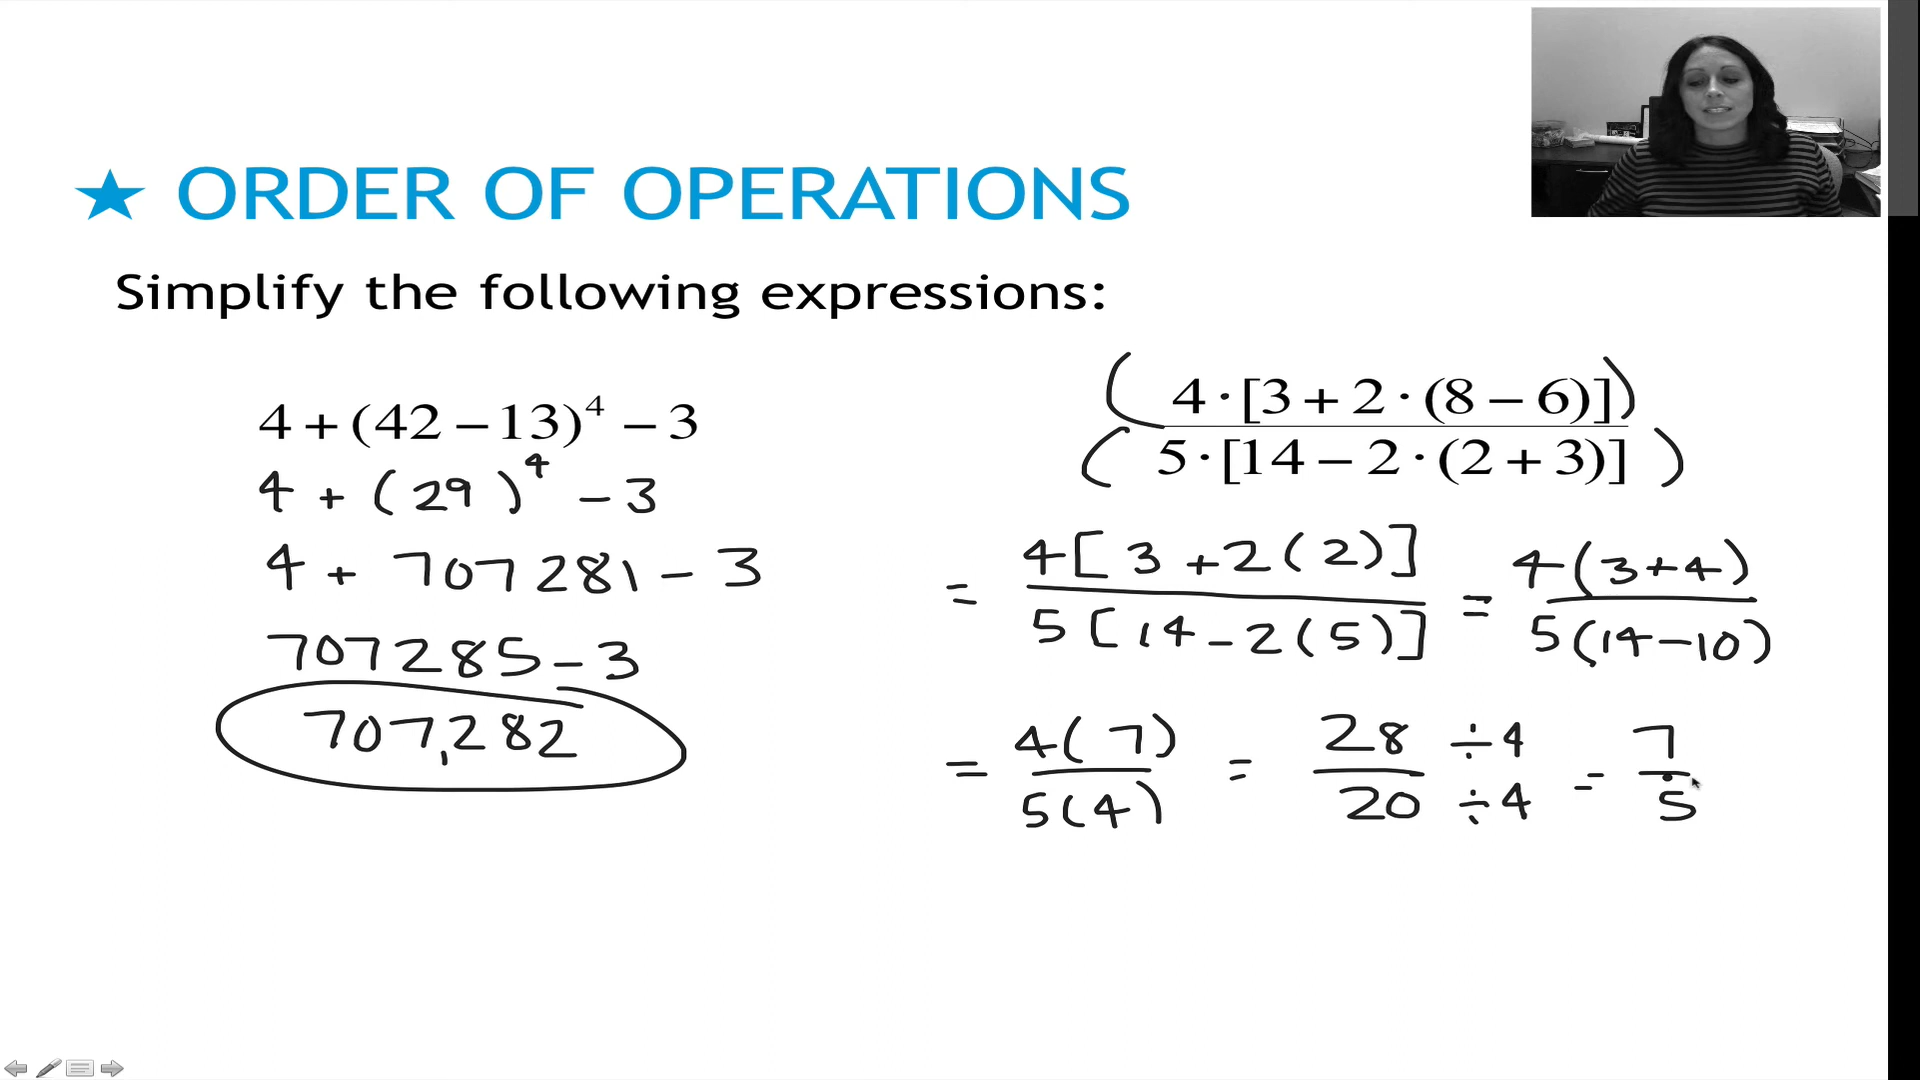 ★ ORDER OF OPERATIONS
Simplify the following expressions:
4 + (42 − 13)⁴ − 3
4 + (29)⁴ − 3
4 + 707281 − 3
707285 − 3
707,282
(4 · [3 + 2 · (8 − 6)])
(5 · [14 − 2 · (2 + 3)])
= 4[3 + 2(2)] / 5[14 − 2(5)] = 4(3 + 4) / 5(14 − 10)
= 4(7) / 5(4) = 28 ÷4 / 20 ÷4 = 7 / 5